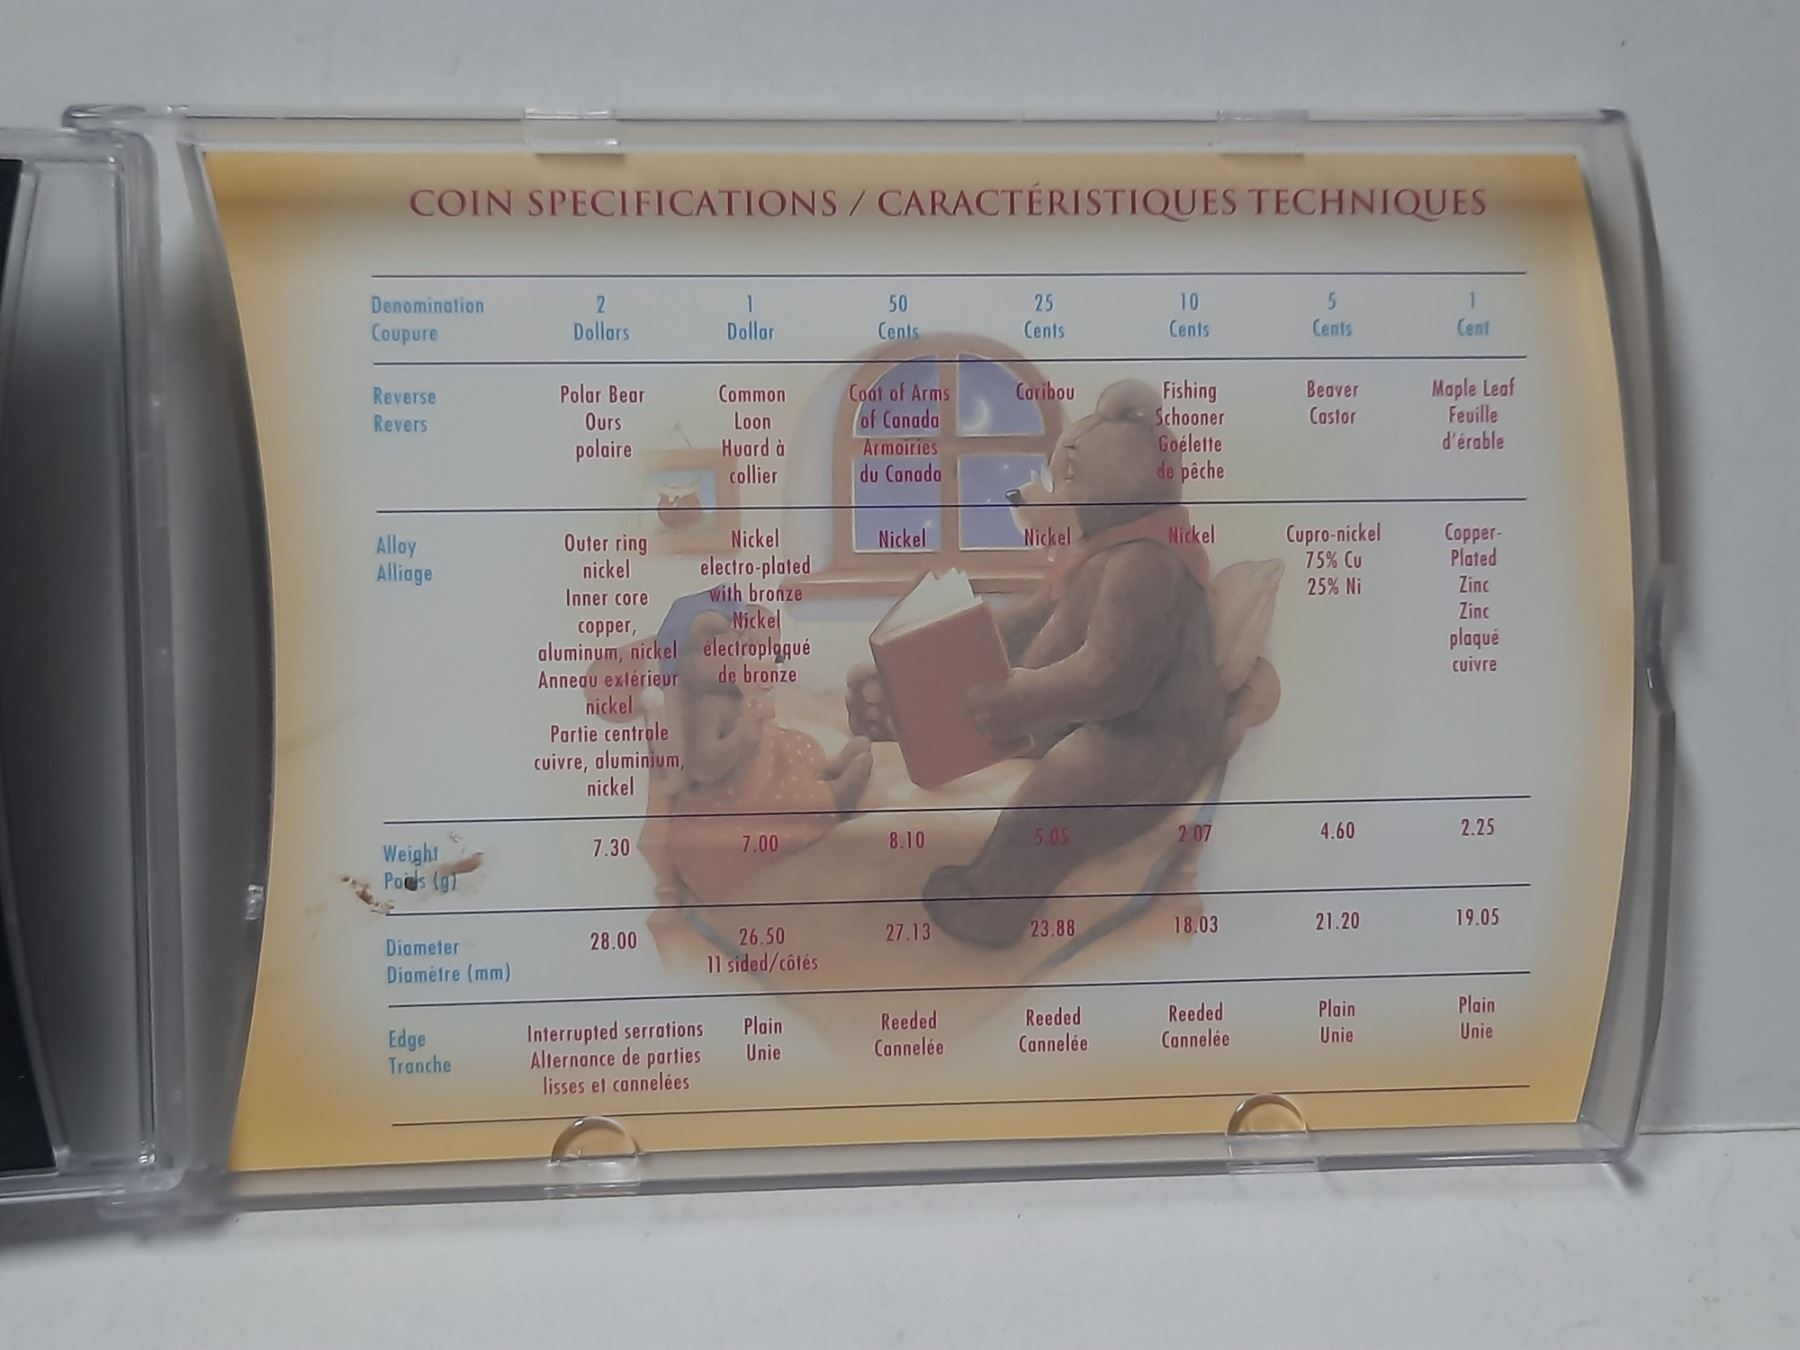 COIN SPECIFICATIONS / CARACTÉRISTIQUES TECHNIQUES
Denomination 2 1 50 25 10 5 1
Coupure Dollars Dollar Cents Cents Cents Cents Cent
Reverse Polar Bear Common Coat of Arms Caribou Fishing Beaver Maple Leaf
Revers Ours Loon of Canada Schooner Castor Feuille
polaire Huard à Armoiries Goélette d'érable
collier du Canada de pêche
Alloy Outer ring Nickel Nickel Nickel Nickel Cupro-nickel Copper-
Alliage nickel electro-plated 75% Cu Plated
Inner core with bronze 25% Ni Zinc
copper, Nickel Zinc
aluminum, nickel électroplaqué plaqué
Anneau extérieur de bronze cuivre
nickel
Partie centrale
cuivre, aluminium,
nickel
Weight 7.30 7.00 8.10 5.05 2.07 4.60 2.25
Poids (g)
Diameter 28.00 26.50 27.13 23.88 18.03 21.20 19.05
Diamètre (mm) 11 sided/côtés
Edge Interrupted serrations Plain Reeded Reeded Reeded Plain Plain
Tranche Alternance de parties Unie Cannelée Cannelée Cannelée Unie Unie
lisses et cannelées